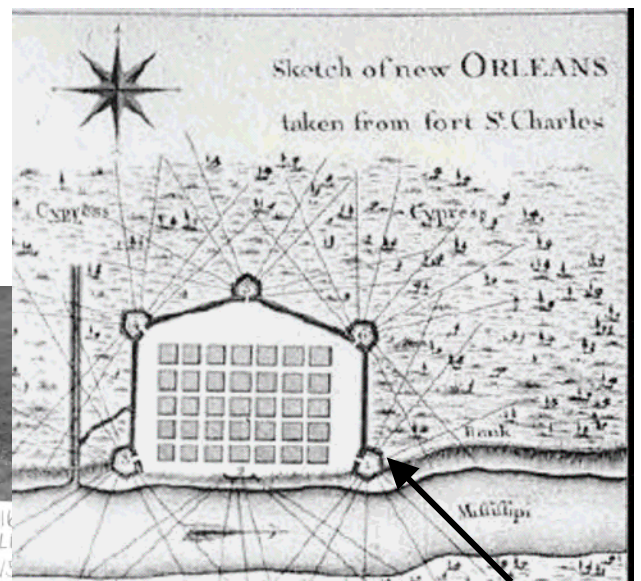 Sketch of new ORLEANS
taken from fort St. Charles
Cypress
Cypress
Bank
Mississipi